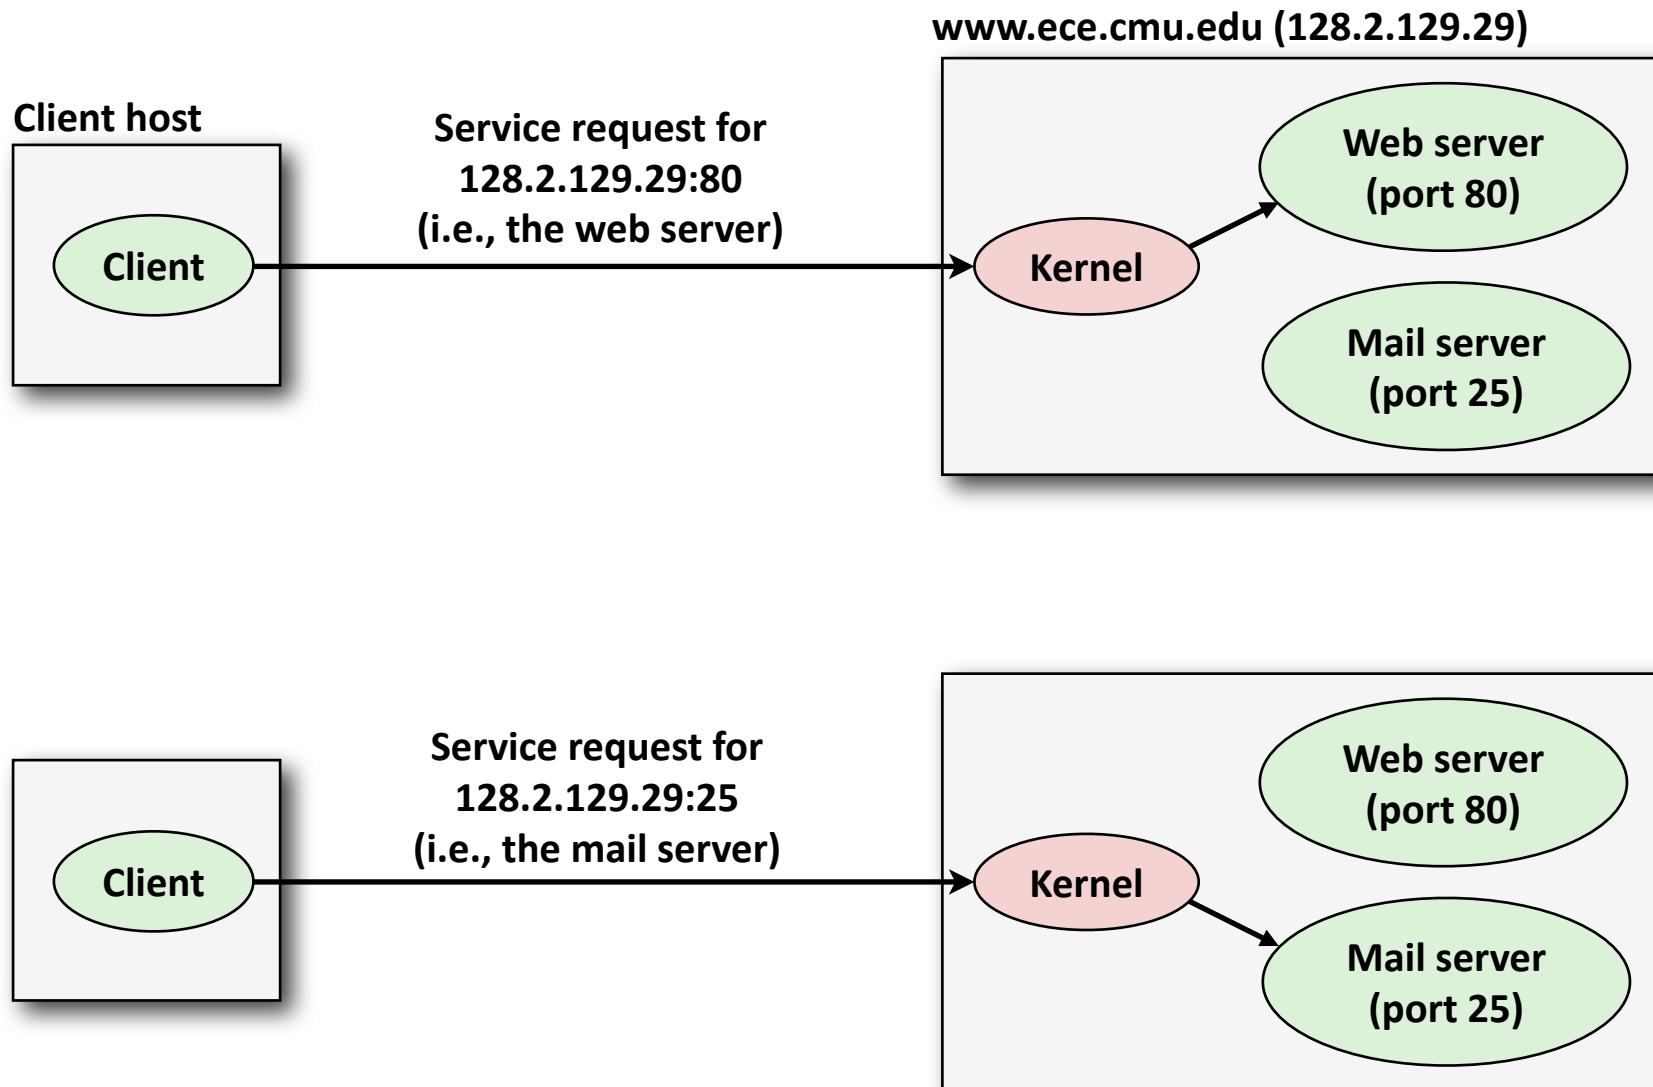 www.ece.cmu.edu (128.2.129.29)
Client host
Service request for
128.2.129.29:80
(i.e., the web server)
Client
Kernel
Web server
(port 80)
Mail server
(port 25)
Service request for
128.2.129.29:25
(i.e., the mail server)
Client
Kernel
Web server
(port 80)
Mail server
(port 25)